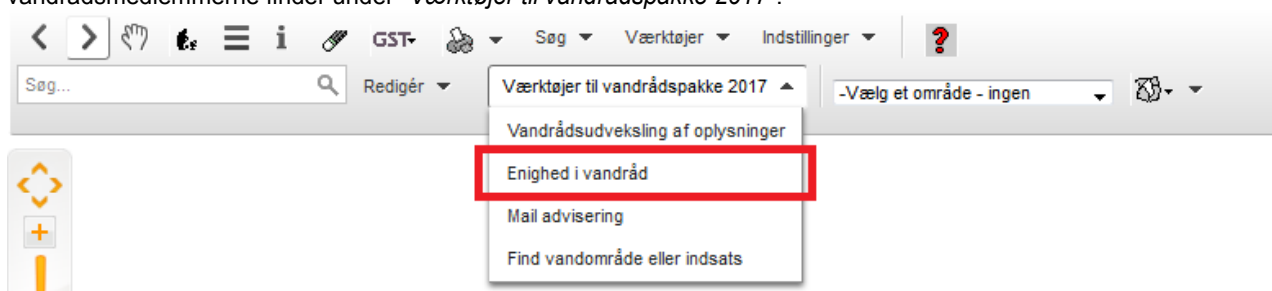 vandrådsmedlemmerne finder under "Værktøjer til vandrådspakke 2017".
GST Søg Værktøjer Indstillinger ?
Søg... Redigér Værktøjer til vandrådspakke 2017 -Vælg et område - ingen
Vandrådsudveksling af oplysninger
Enighed i vandråd
Mail advisering
Find vandområde eller indsats